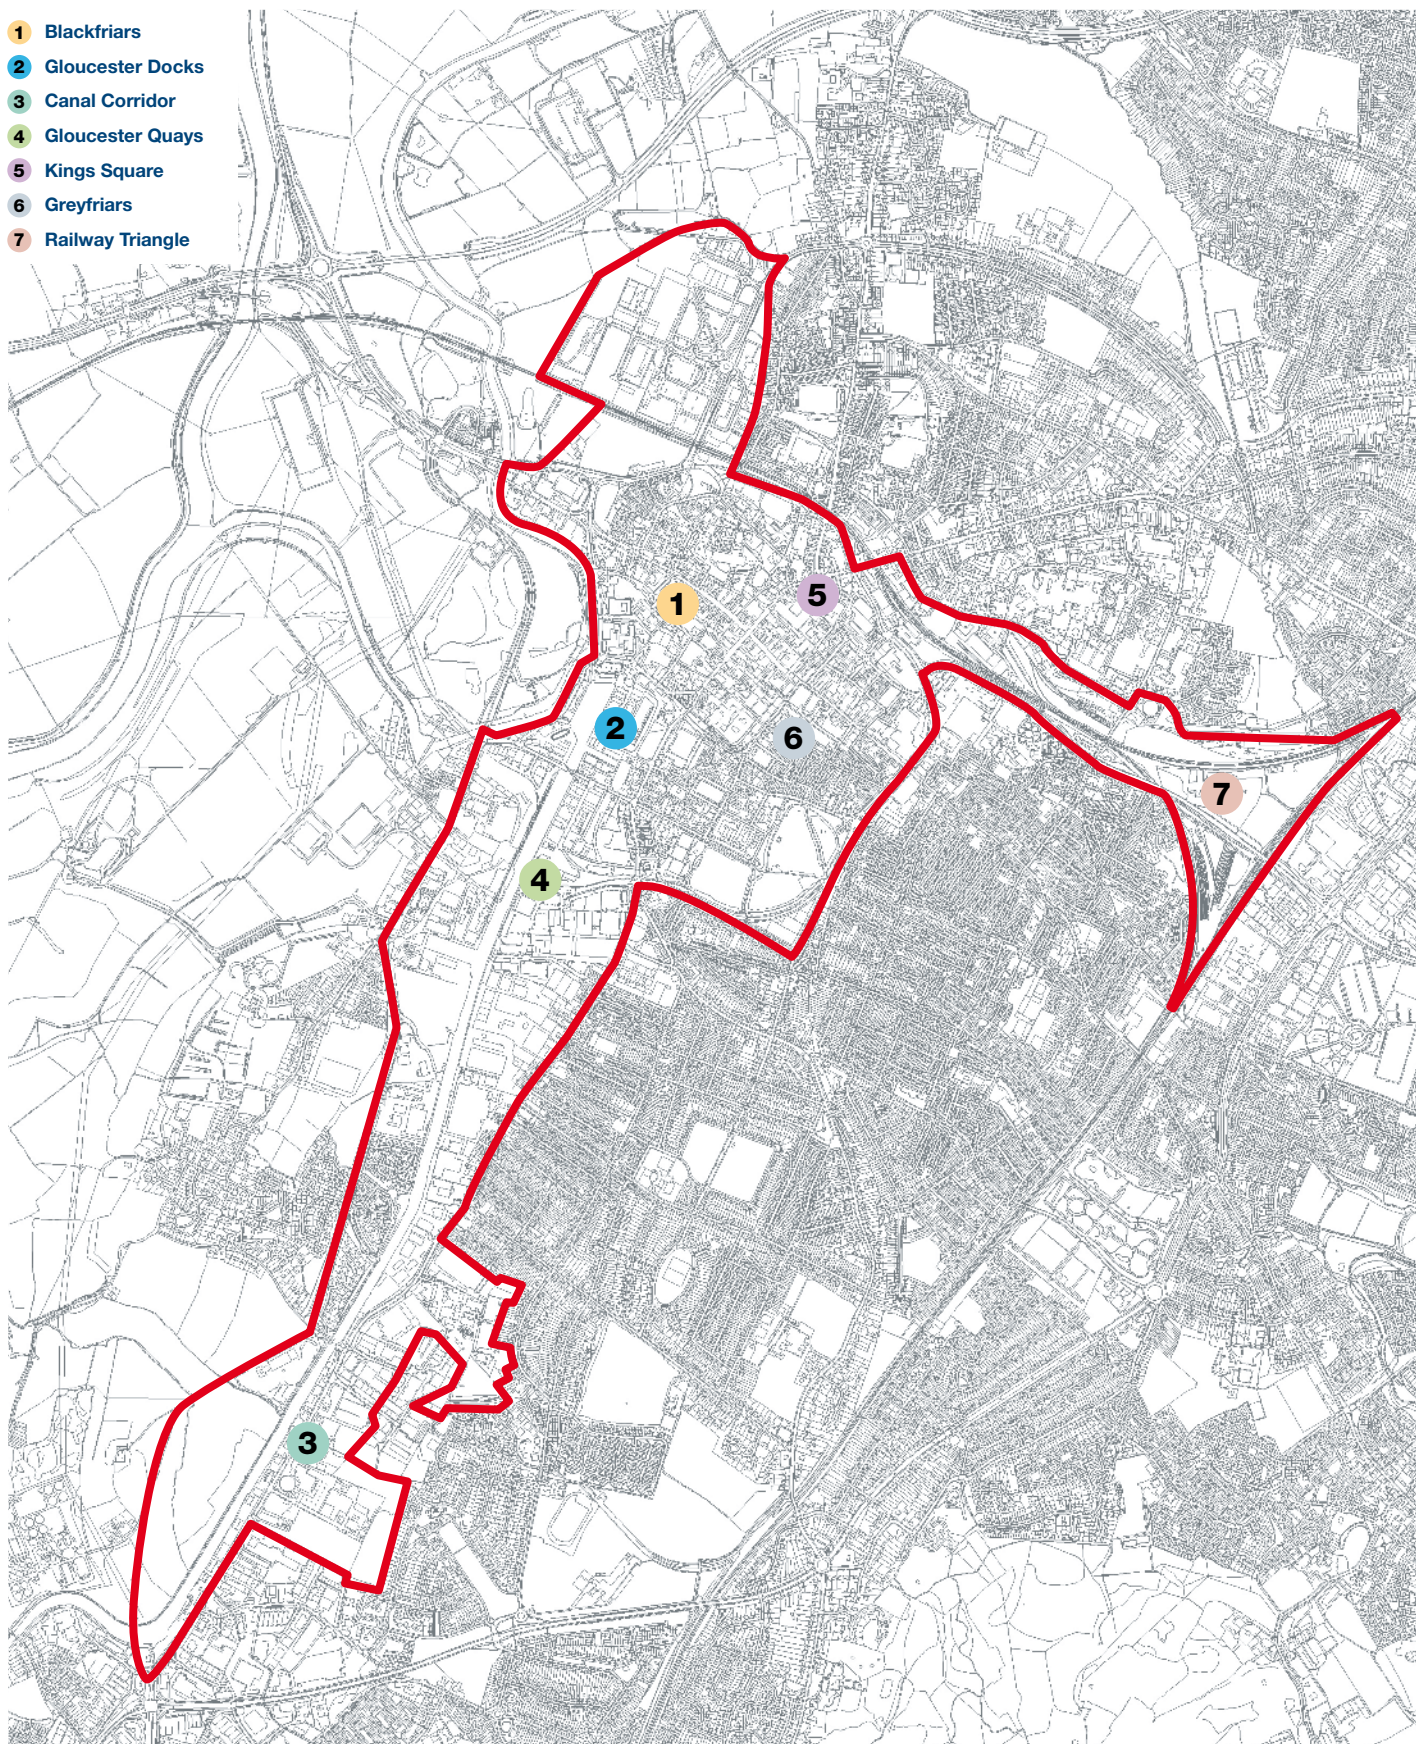 1 Blackfriars
2 Gloucester Docks
3 Canal Corridor
4 Gloucester Quays
5 Kings Square
6 Greyfriars
7 Railway Triangle
5
1
2
6
7
4
3